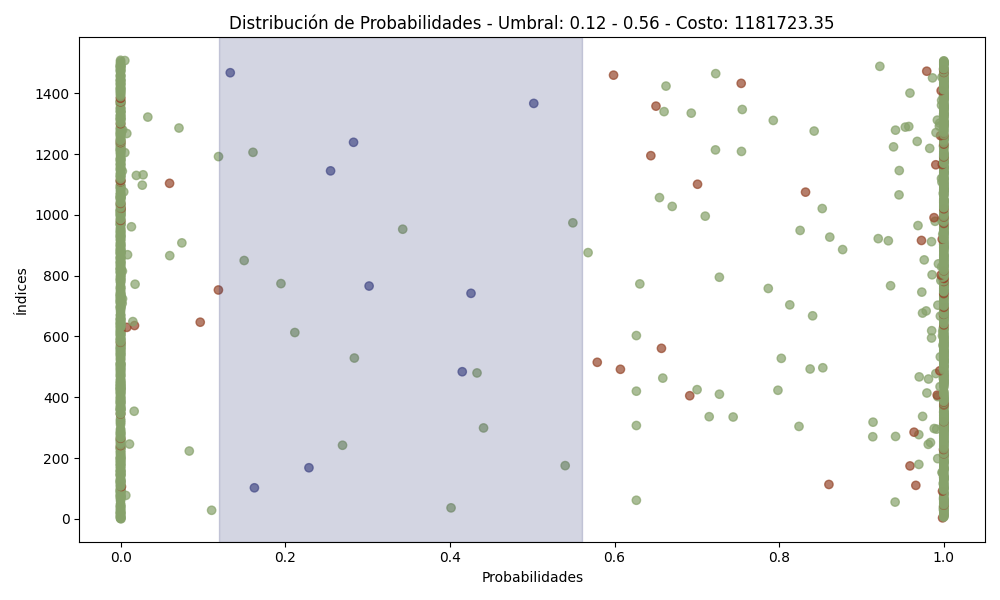 Distribución de Probabilidades - Umbral: 0.12 - 0.56 - Costo: 1181723.35
Índices
1400
1200
1000
800
600
400
200
0
0.0 0.2 0.4 0.6 0.8 1.0
Probabilidades